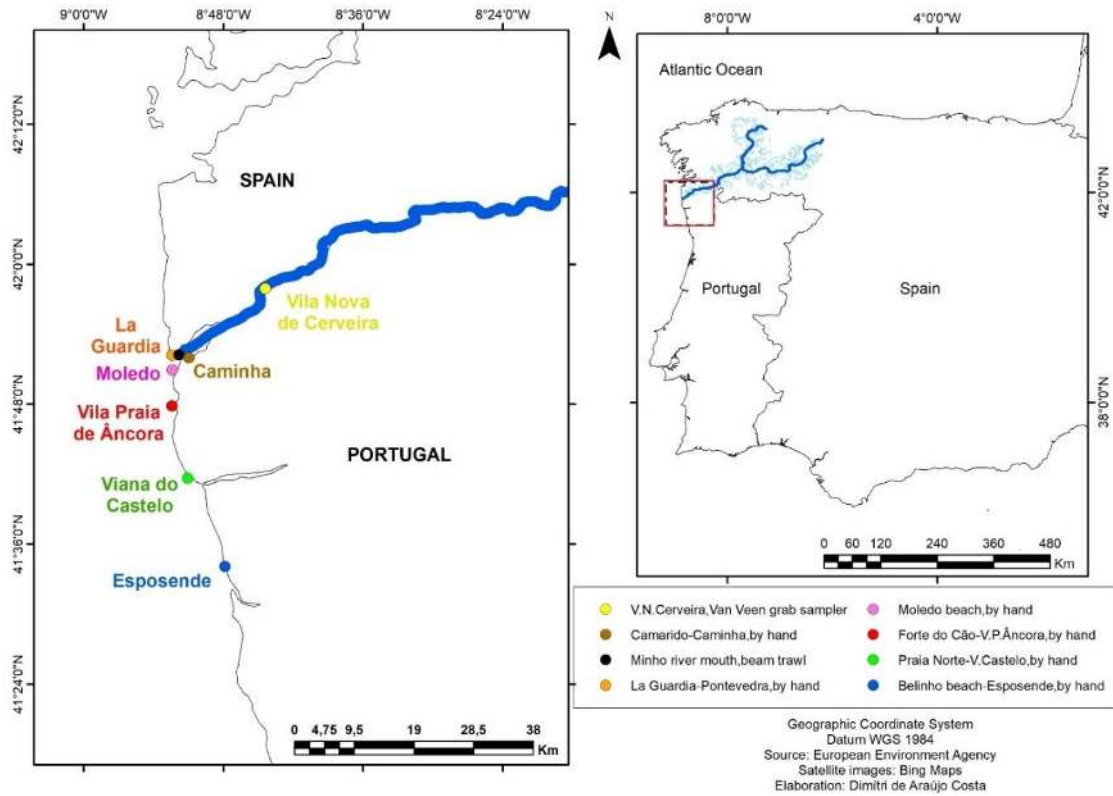 9°0'0"W
8°48'0"W
8°36'0"W
8°24'0"W
42°12'0"N
42°0'0"N
41°48'0"N
41°36'0"N
41°24'0"N
SPAIN
Vila Nova
de Cerveira
La
Guardia
Moledo
Caminha
Vila Praia
de Âncora
PORTUGAL
Viana do
Castelo
Esposende
0 4,75 9,5 19 28,5 38
Km
N
8°0'0"W
4°0'0"W
Atlantic Ocean
42°0'0"N
38°0'0"N
Portugal
Spain
0 60 120 240 360 480
Km
V.N.Cerveira,Van Veen grab sampler
Camarido-Caminha,by hand
Minho river mouth,beam trawl
La Guardia-Pontevedra,by hand
Moledo beach,by hand
Forte do Cão-V.P.Âncora,by hand
Praia Norte-V.Castelo,by hand
Belinho beach-Esposende,by hand
Geographic Coordinate System
Datum WGS 1984
Source: European Environment Agency
Satellite images: Bing Maps
Elaboration: Dimítri de Araújo Costa